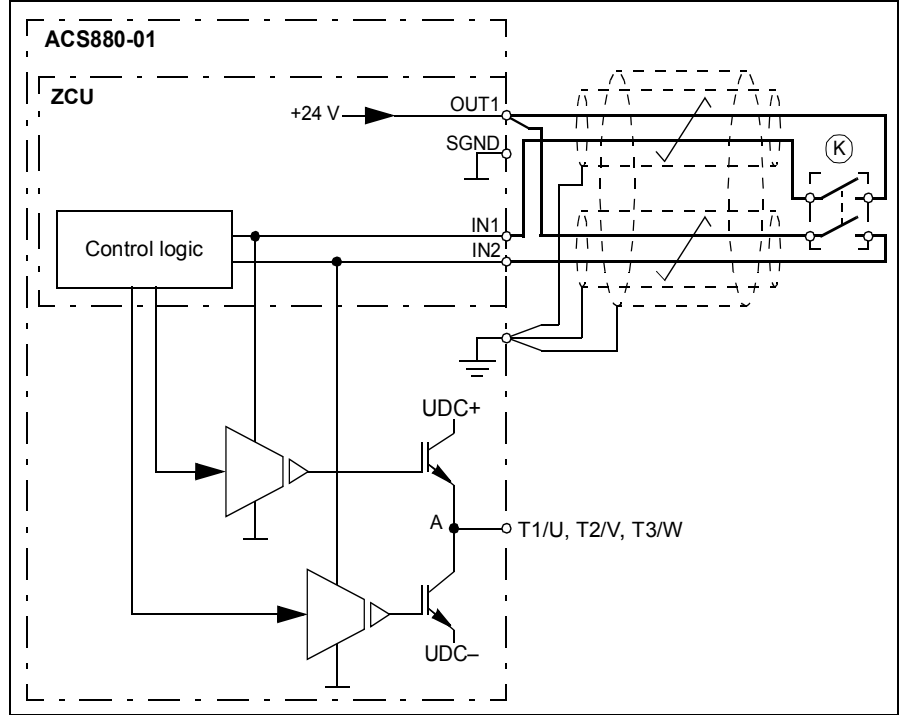 ACS880-01
ZCU
+24 V
OUT1
SGND
K
IN1
IN2
Control logic
UDC+
A
T1/U, T2/V, T3/W
UDC–